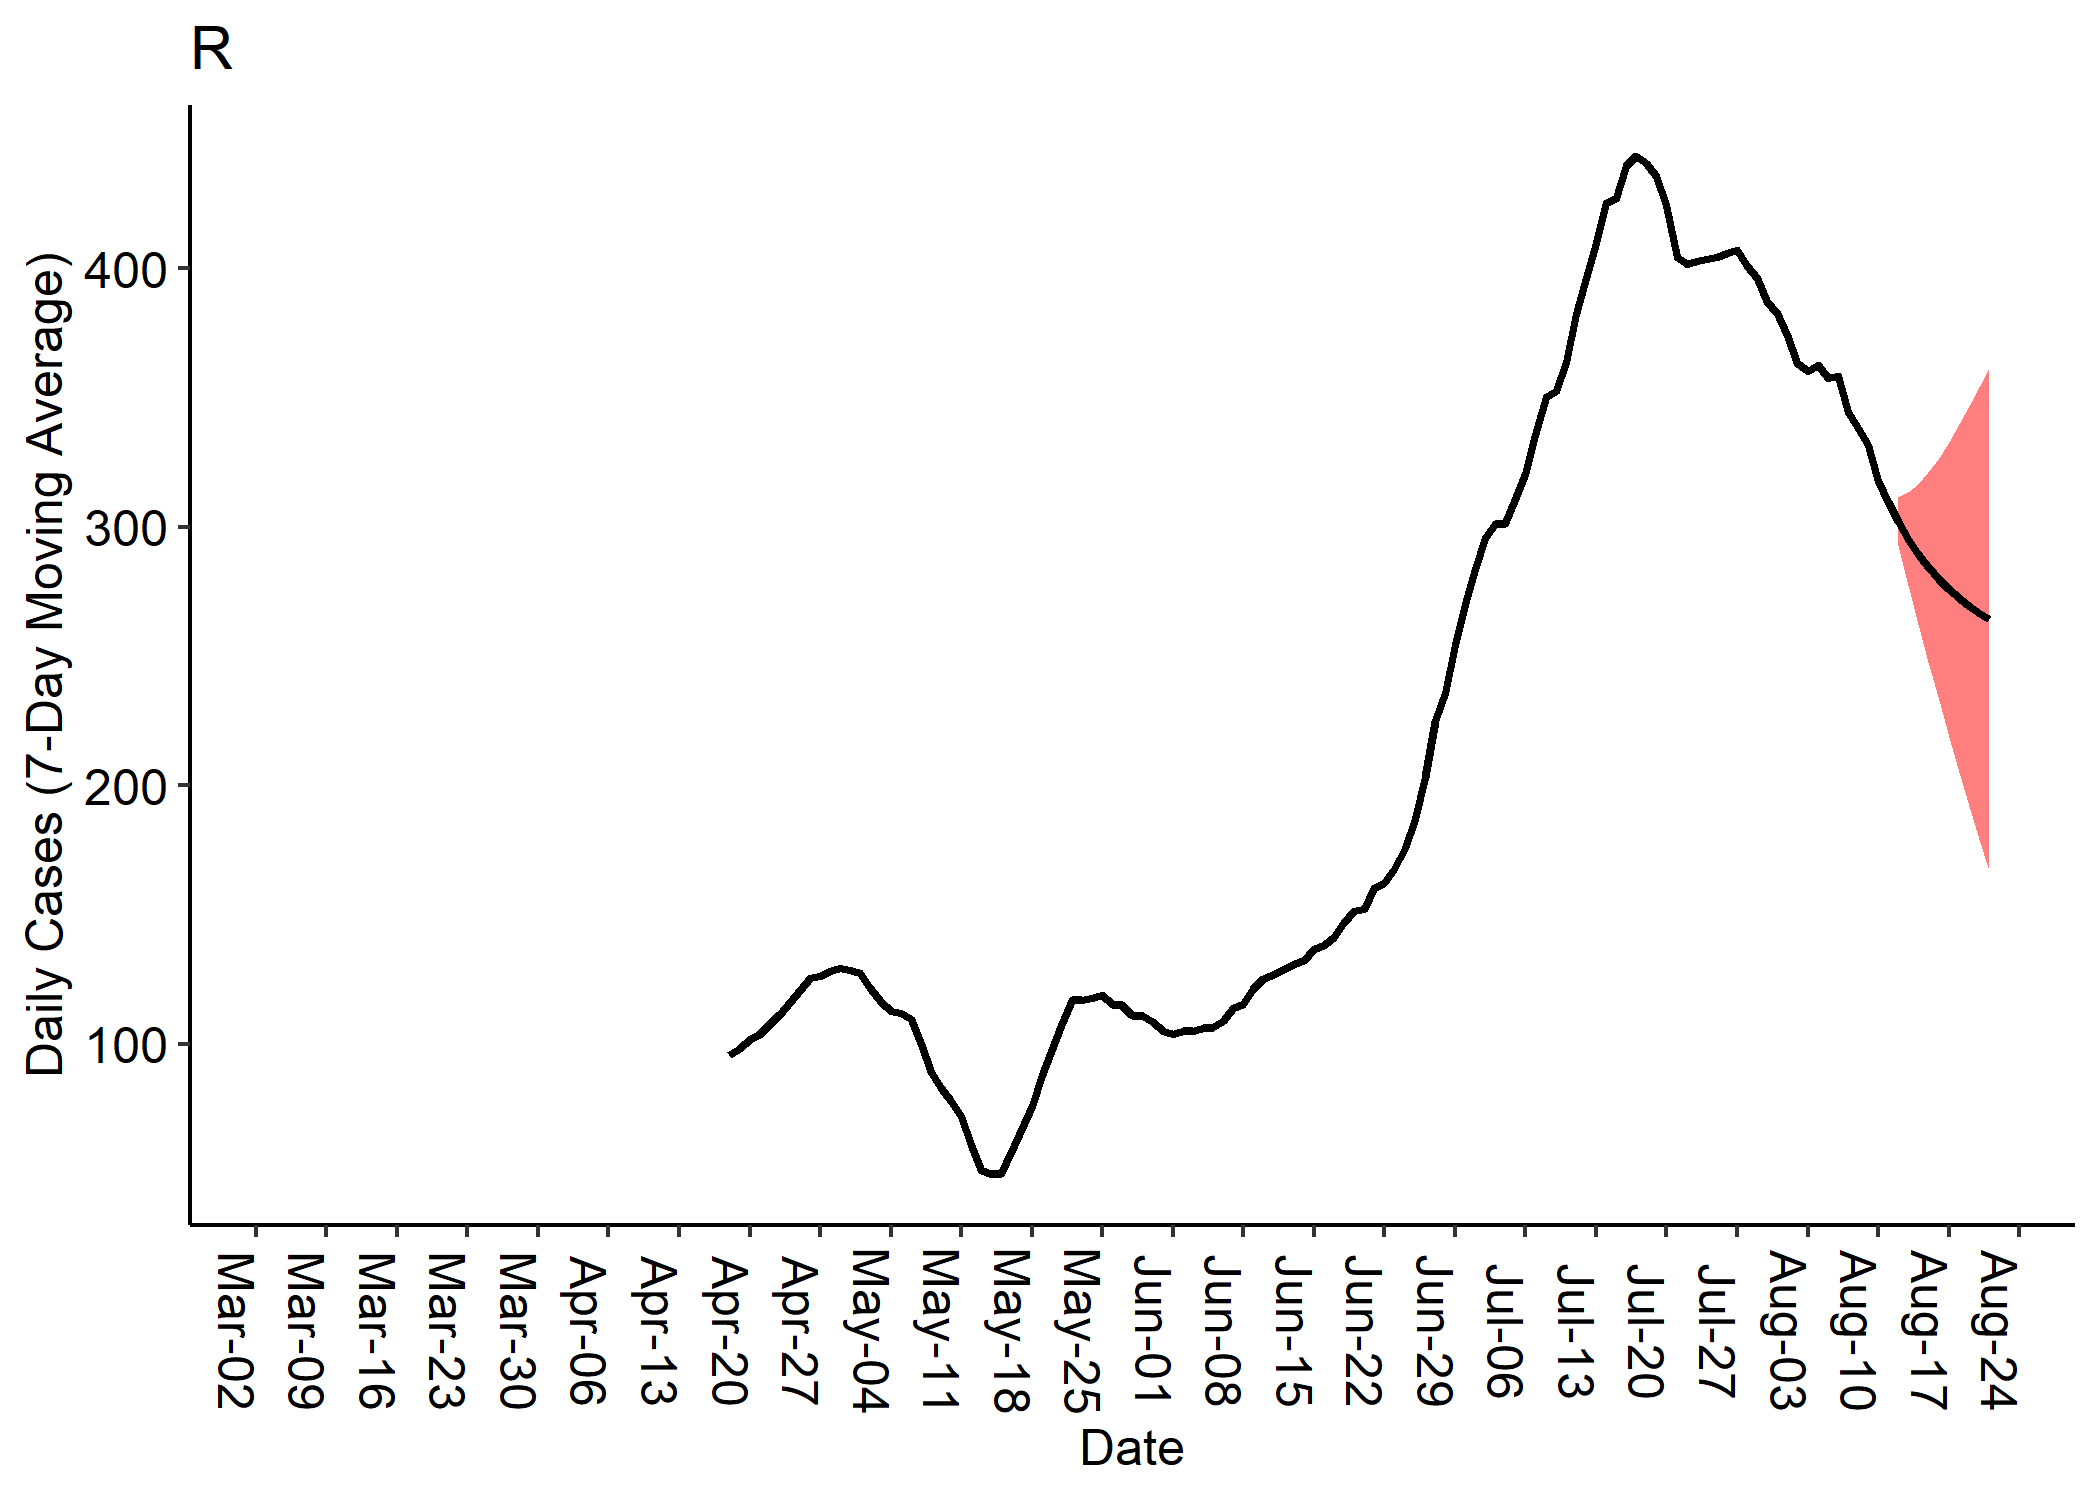 R
Daily Cases (7-Day Moving Average)
400
300
200
100
Mar-02
Mar-09
Mar-16
Mar-23
Mar-30
Apr-06
Apr-13
Apr-20
Apr-27
May-04
May-11
May-18
May-25
Jun-01
Jun-08
Jun-15
Jun-22
Jun-29
Jul-06
Jul-13
Jul-20
Jul-27
Aug-03
Aug-10
Aug-17
Aug-24
Date